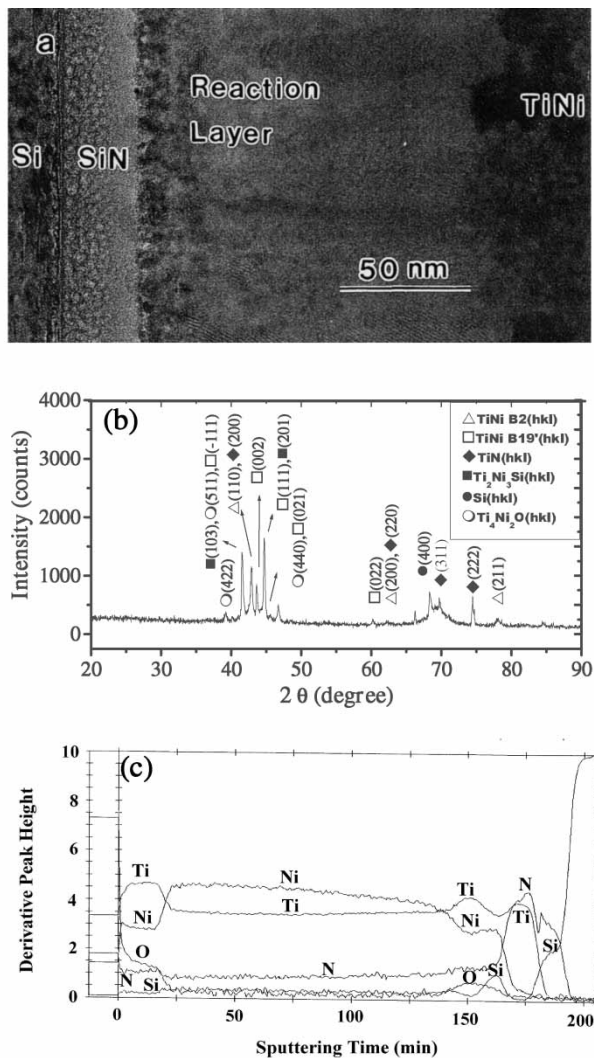 a
Reaction
Layer
TiNi
Si
SiN
50 nm
(b)
4000
3000
2000
1000
0
Intensity (counts)
■(103),○(511),□(-111)
○(422)
△(110),◆(200)
□(002)
□(111),■(201)
○(440),□(021)
□(022)
△(200),◆(220)
●(400)
◆(311)
◆(222)
△(211)
△ TiNi B2(hkl)
□ TiNi B19'(hkl)
◆ TiN(hkl)
■ Ti2Ni3Si(hkl)
● Si(hkl)
○ Ti4Ni2O(hkl)
20 30 40 50 60 70 80 90
2 θ (degree)
(c)
10
8
6
4
2
0
Derivative Peak Height
Ti
Ni
O
N
Si
Ni
Ti
N
Ti
Ni
O
Si
N
Ti
Si
0 50 100 150 200
Sputtering Time (min)